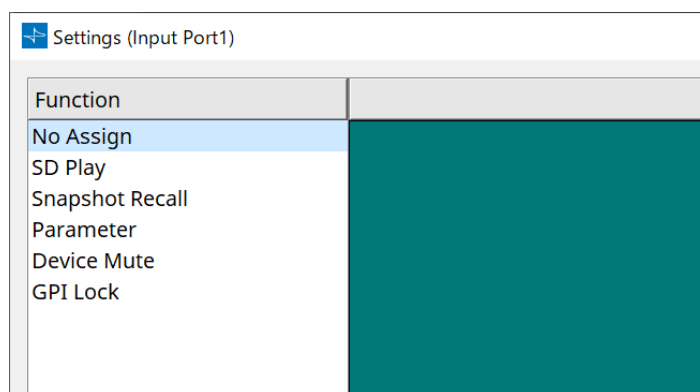 Settings (Input Port1)
Function
No Assign
SD Play
Snapshot Recall
Parameter
Device Mute
GPI Lock